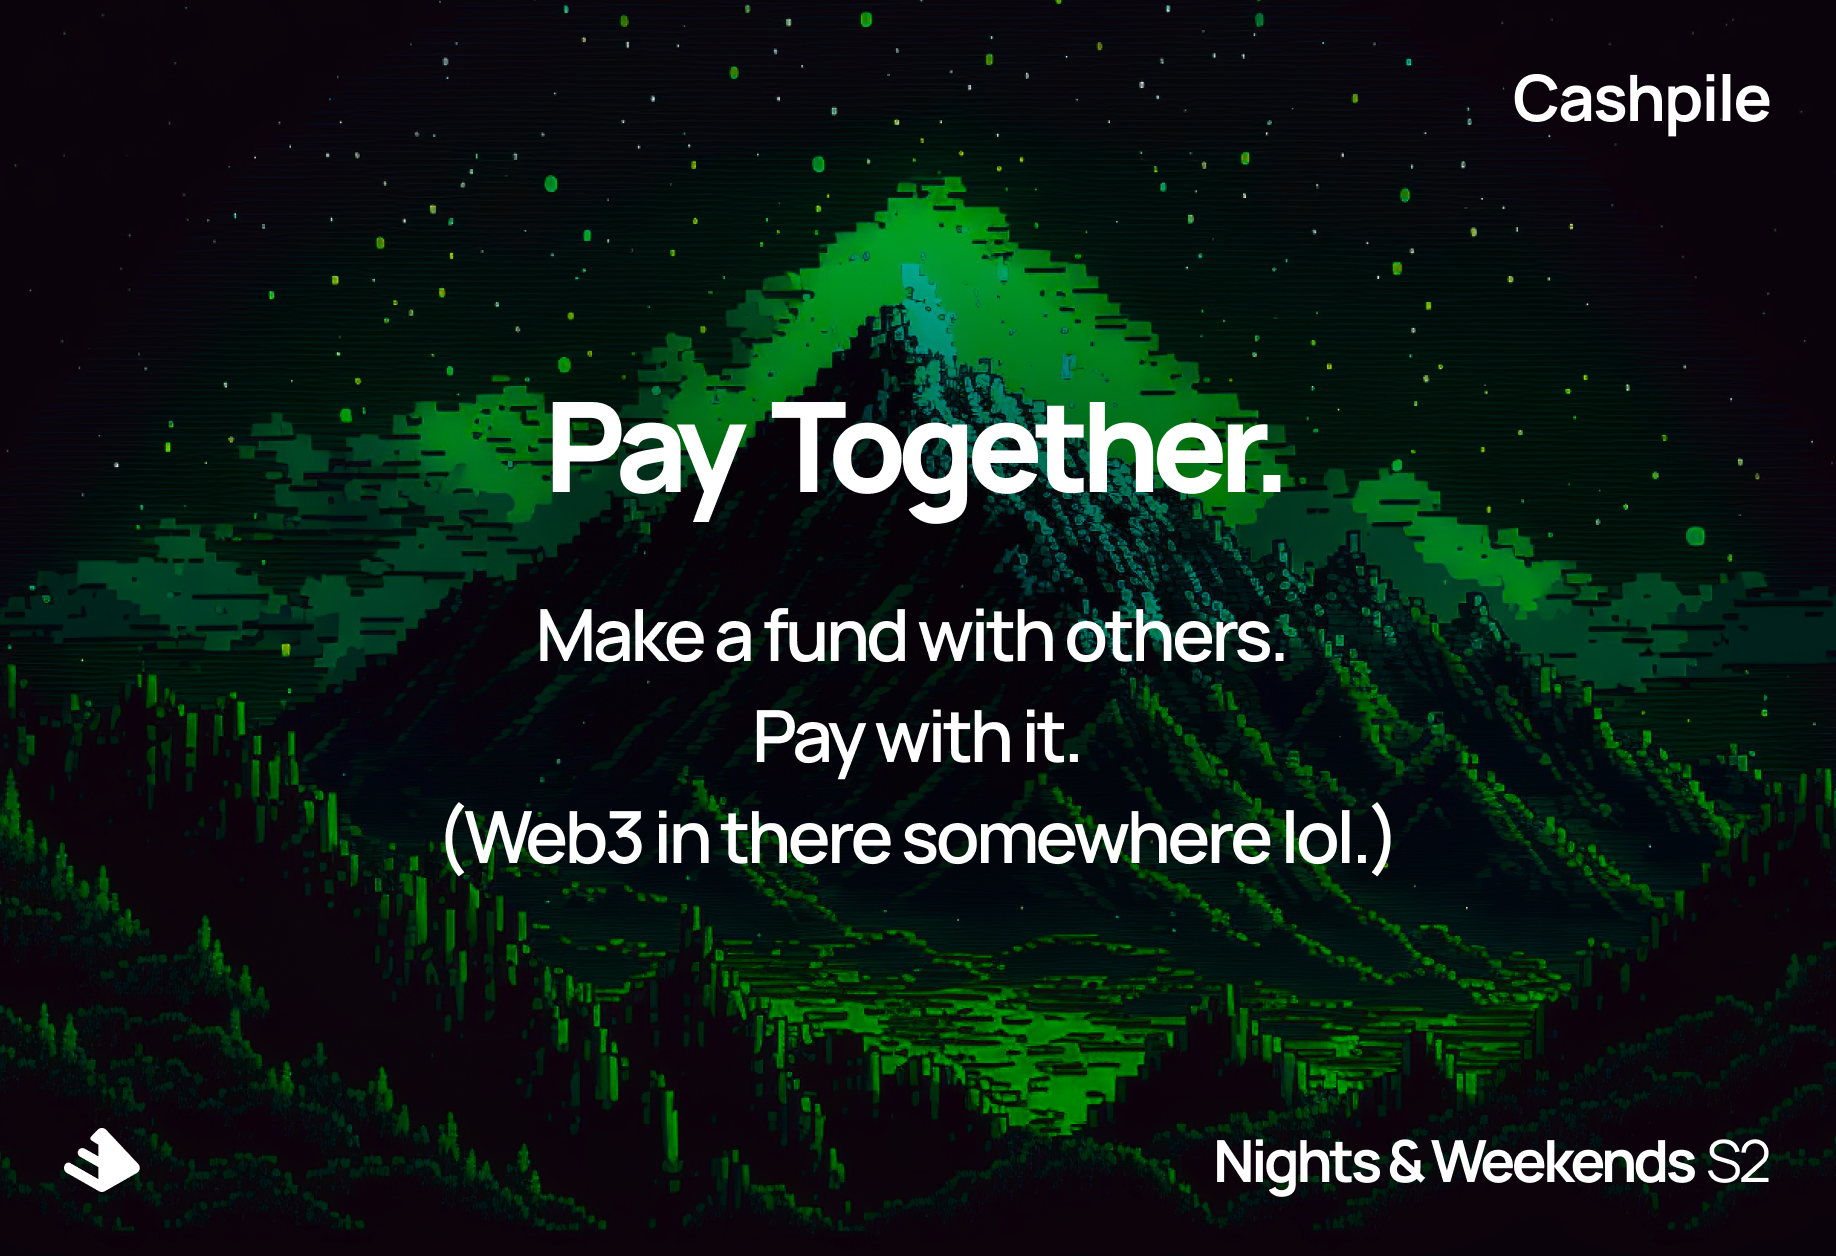 Cashpile
Pay Together.
Make a fund with others.
Pay with it.
(Web3 in there somewhere lol.)
Nights & Weekends S2